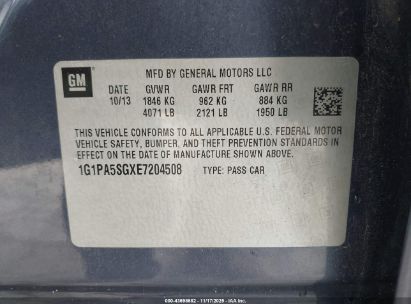 GM
MFD BY GENERAL MOTORS LLC
DATE GVWR GAWR FRT GAWR RR
10/13 1846 KG 962 KG 884 KG
4071 LB 2121 LB 1950 LB
THIS VEHICLE CONFORMS TO ALL APPLICABLE U.S. FEDERAL MOTOR
VEHICLE SAFETY, BUMPER, AND THEFT PREVENTION STANDARDS IN
EFFECT ON THE DATE OF MANUFACTURE SHOWN ABOVE.
1G1PA5SGXE7204508 TYPE: PASS CAR